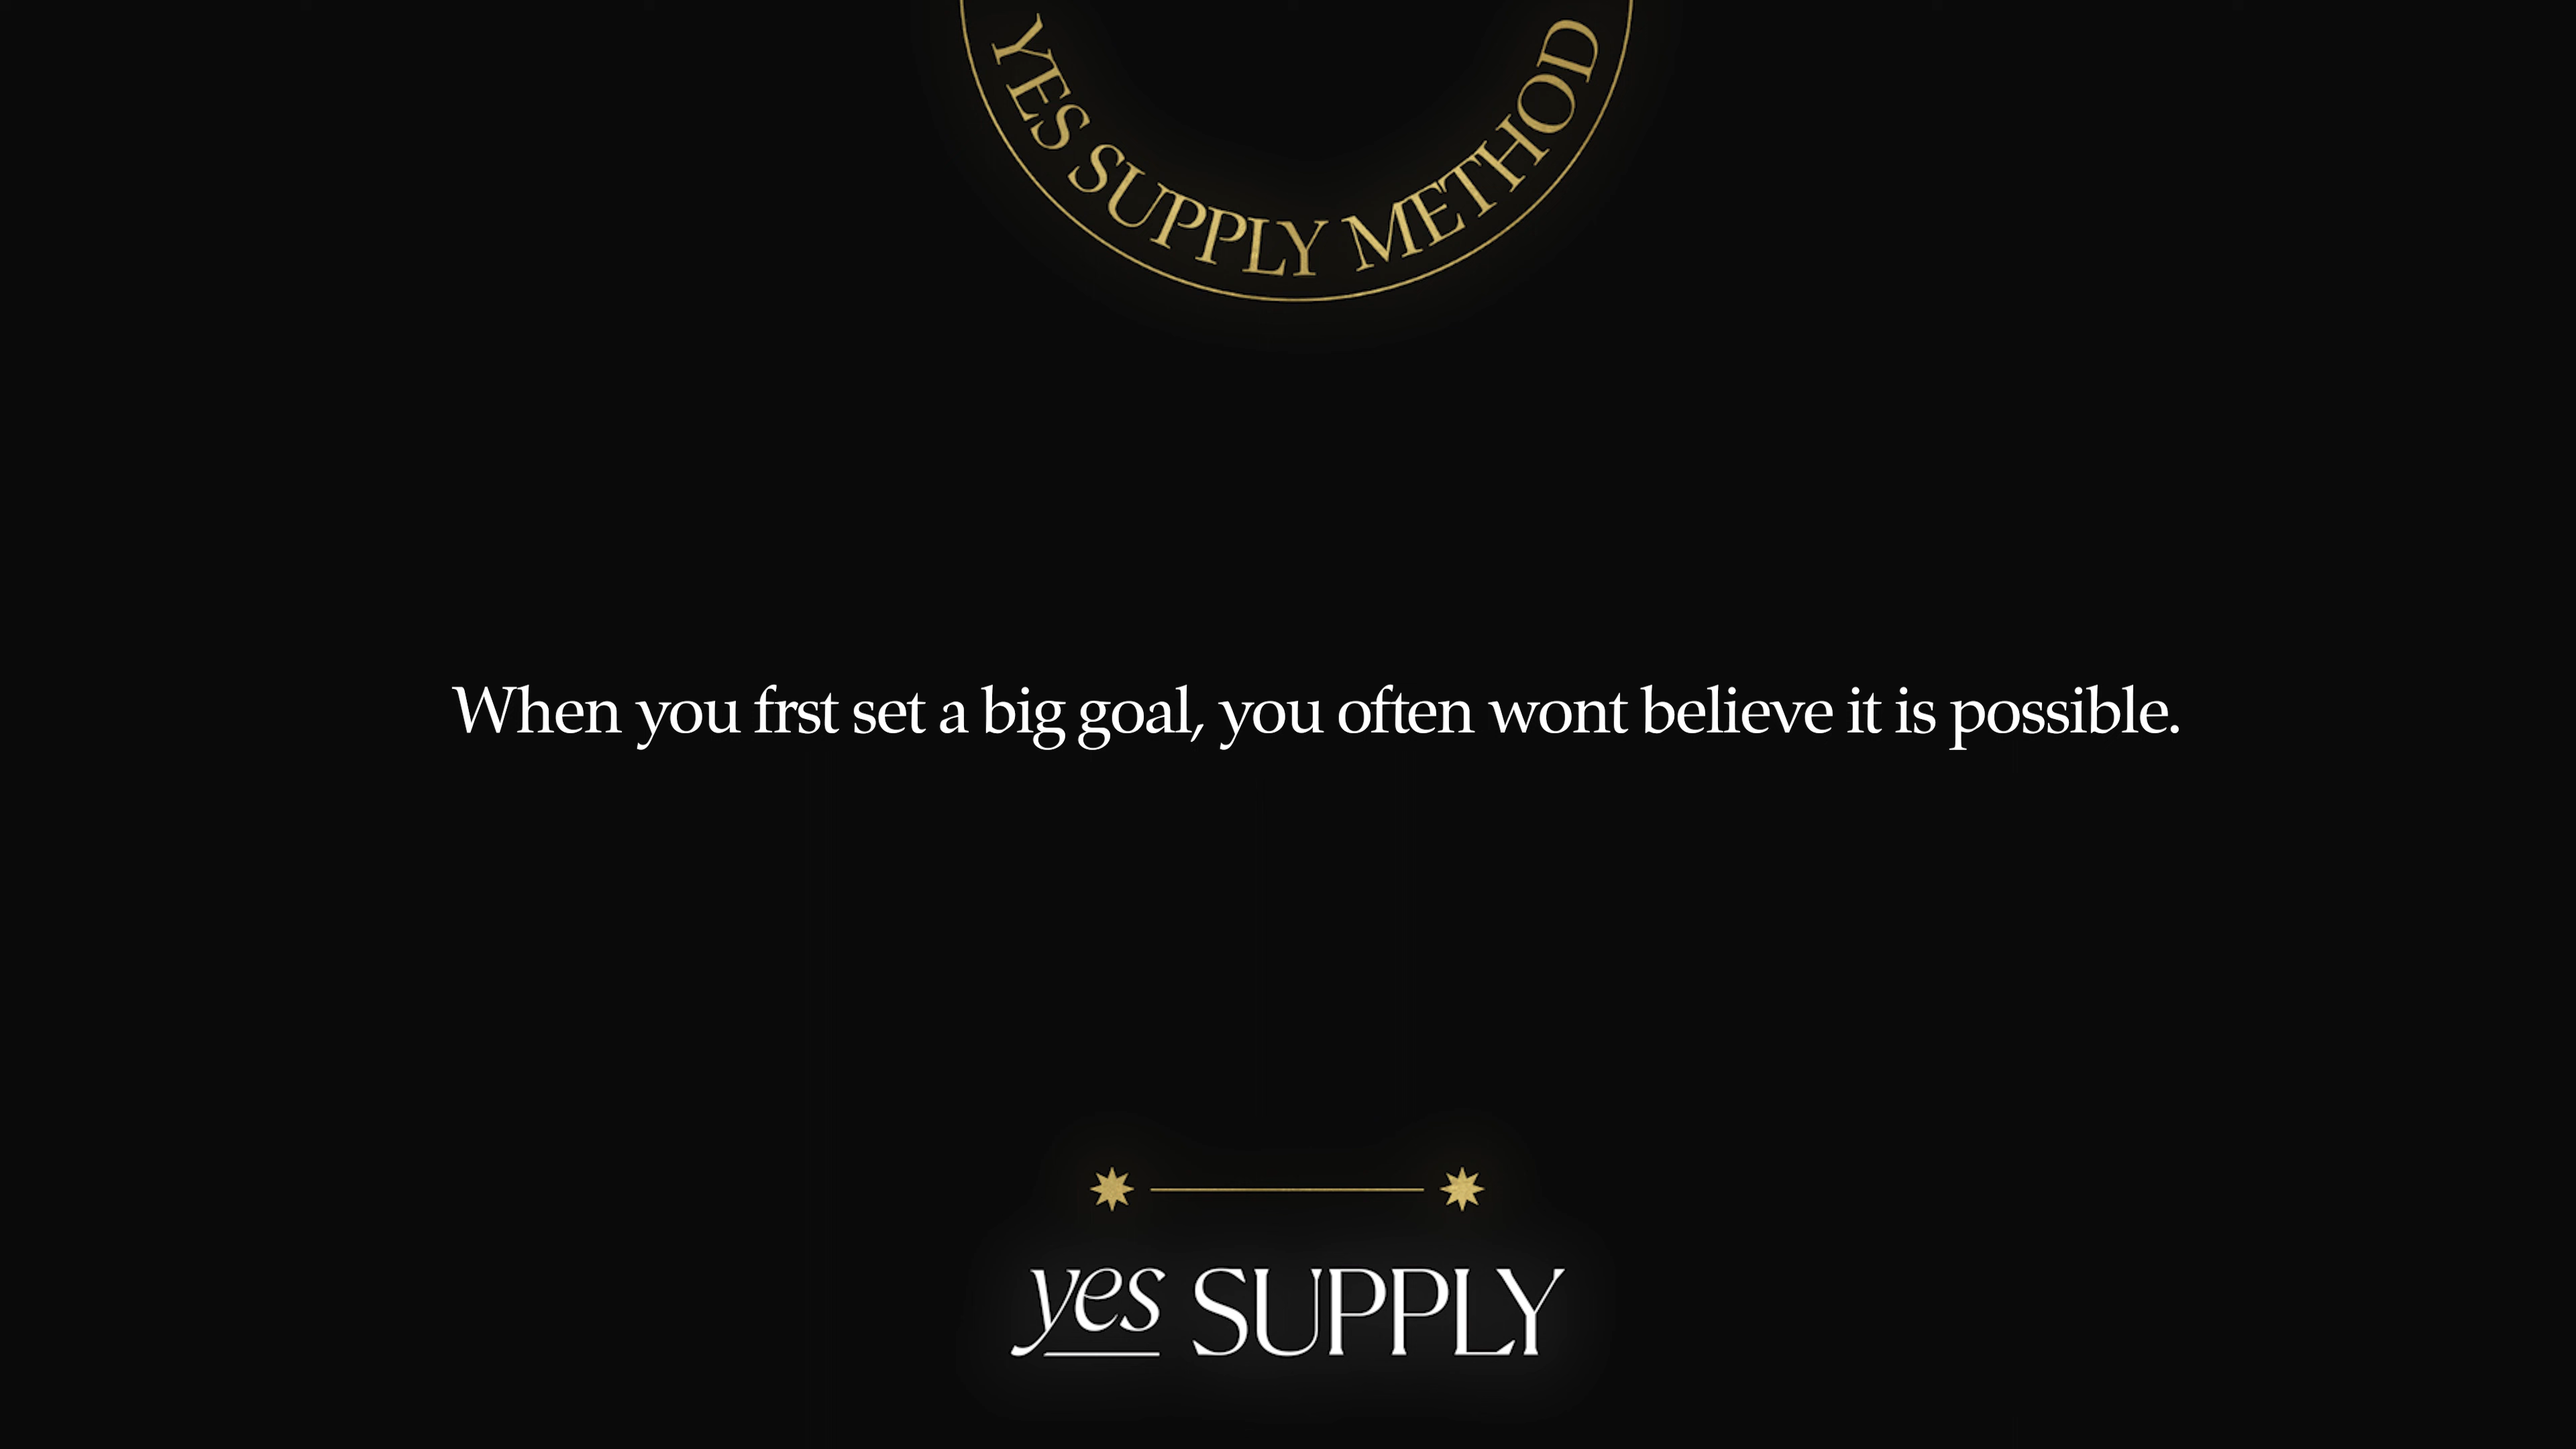 YES SUPPLY METHOD
When you frst set a big goal, you often wont believe it is possible.
yes SUPPLY